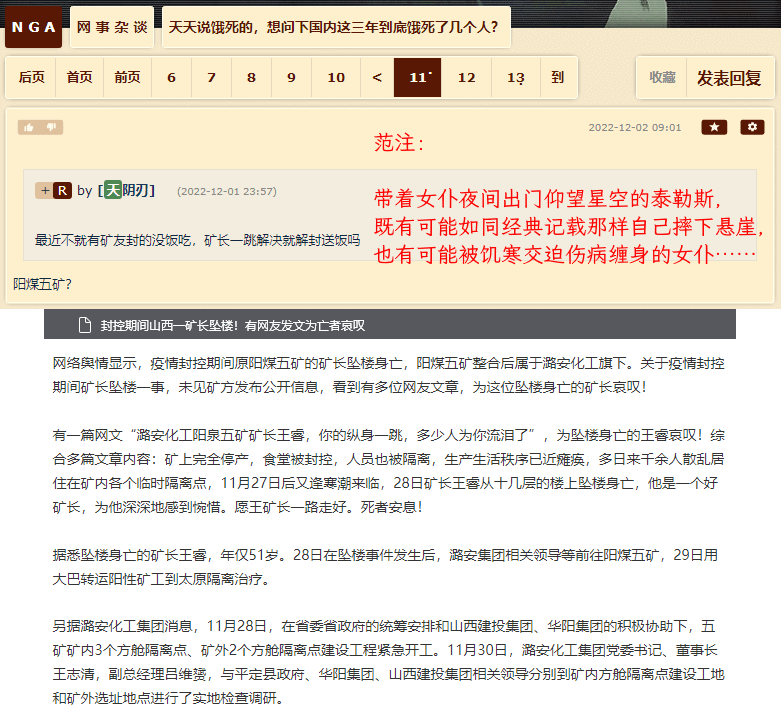 NGA 网事杂谈 天天说饿死的，想问下国内这三年到底饿死了几个人？
后页 首页 前页 6 7 8 9 10 < 11 12 13 到 收藏 发表回复
2022-12-02 09:01
范注：
+ R by [天阴刃] (2022-12-01 23:57)
带着女仆夜间出门仰望星空的泰勒斯，
既有可能如同经典记载那样自己摔下悬崖，
最近不就有矿友封的没饭吃，矿长一跳解决就解封送饭吗
也有可能被饥寒交迫伤病缠身的女仆……
阳煤五矿？
封控期间山西一矿长坠楼！有网友发文为亡者哀叹
网络舆情显示，疫情封控期间原阳煤五矿的矿长坠楼身亡，阳煤五矿整合后属于潞安化工旗下。关于疫情封控
期间矿长坠楼一事，未见矿方发布公开信息，看到有多位网友文章，为这位坠楼身亡的矿长哀叹！
有一篇网文“潞安化工阳泉五矿矿长王睿，你的纵身一跳，多少人为你流泪了”，为坠楼身亡的王睿哀叹！综
合多篇文章内容：矿上完全停产，食堂被封控，人员也被隔离，生产生活秩序已近瘫痪，多日来千余人散乱居
住在矿内各个临时隔离点，11月27日后又逢寒潮来临，28日矿长王睿从十几层的楼上坠楼身亡，他是一个好
矿长，为他深深地感到惋惜。愿王矿长一路走好。死者安息！
据悉坠楼身亡的矿长王睿，年仅51岁。28日在坠楼事件发生后，潞安集团相关领导等前往阳煤五矿，29日用
大巴转运阳性矿工到太原隔离治疗。
另据潞安化工集团消息，11月28日，在省委省政府的统筹安排和山西建投集团、华阳集团的积极协助下，五
矿矿内3个方舱隔离点、矿外2个方舱隔离点建设工程紧急开工。11月30日，潞安化工集团党委书记、董事长
王志清，副总经理吕维赟，与平定县政府、华阳集团、山西建投集团相关领导分别到矿内方舱隔离点建设工地
和矿外选址地点进行了实地检查调研。